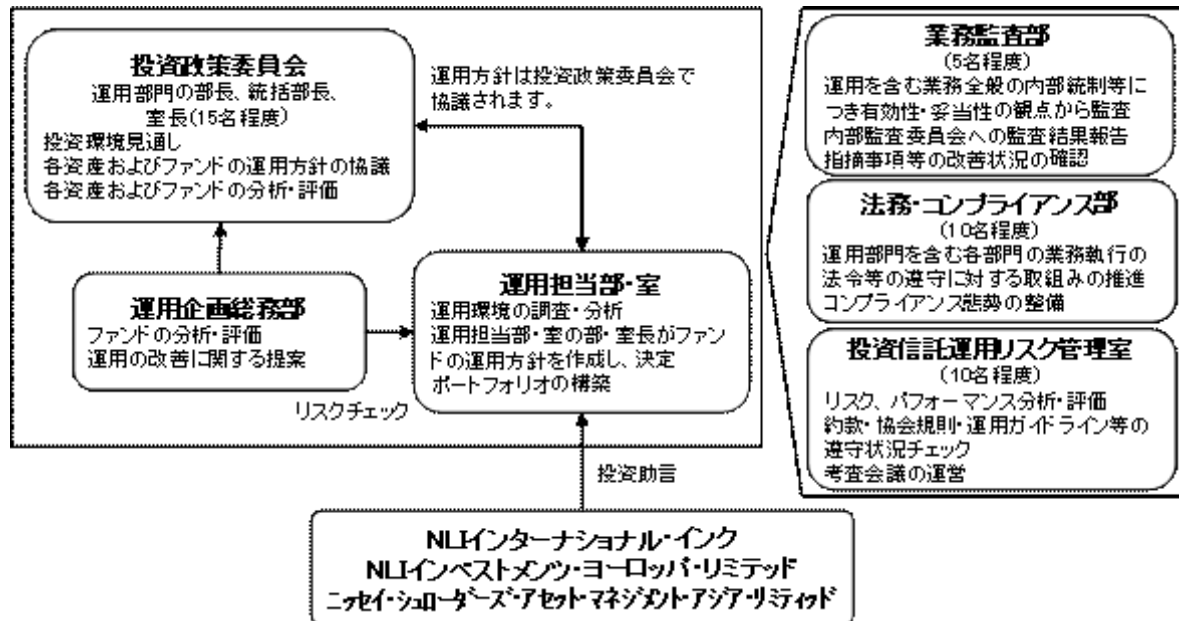 投資政策委員会
運用部門の部長、統括部長、
室長(15名程度)
投資環境見通し
各資産およびファンドの運用方針の協議
各資産およびファンドの分析・評価
運用方針は投資政策委員会で
協議されます。
運用企画総務部
ファンドの分析・評価
運用の改善に関する提案
リスクチェック
運用担当部・室
運用環境の調査・分析
運用担当部・室の部・室長がファン
ドの運用方針を作成し、決定
ポートフォリオの構築
投資助言
NLIインターナショナル・インク
NLIインベストメンツ・ヨーロッパ・リミテッド
ニッセイ・シュローダーズ・アセット・マネジメント・アジア・リミティッド
業務監査部
(5名程度)
運用を含む業務全般の内部統制等に
つき有効性・妥当性の観点から監査
内部監査委員会への監査結果報告
指摘事項等の改善状況の確認
法務・コンプライアンス部
(10名程度)
運用部門を含む各部門の業務執行の
法令等の遵守に対する取組みの推進
コンプライアンス態勢の整備
投資信託運用リスク管理室
(10名程度)
リスク、パフォーマンス分析・評価
約款・協会規則・運用ガイドライン等の
遵守状況チェック
考査会議の運営